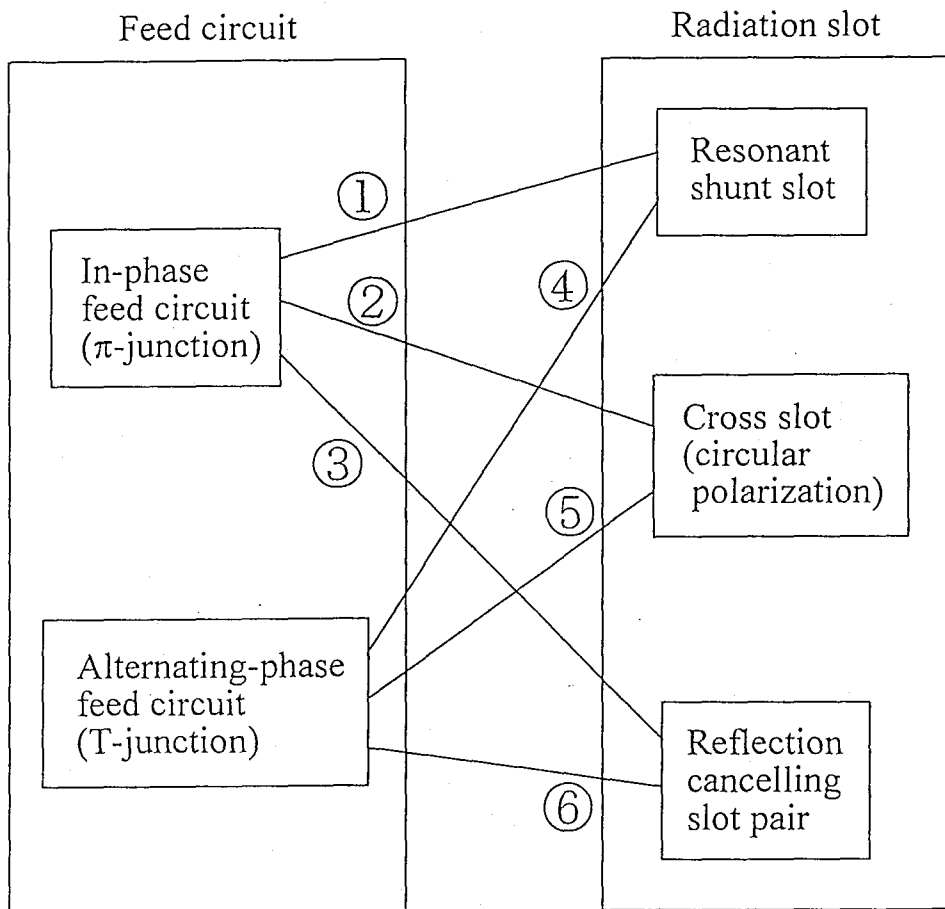 Feed circuit
Radiation slot
In-phase
feed circuit
(π-junction)
Alternating-phase
feed circuit
(T-junction)
①
②
③
④
⑤
⑥
Resonant
shunt slot
Cross slot
(circular
polarization)
Reflection
cancelling
slot pair